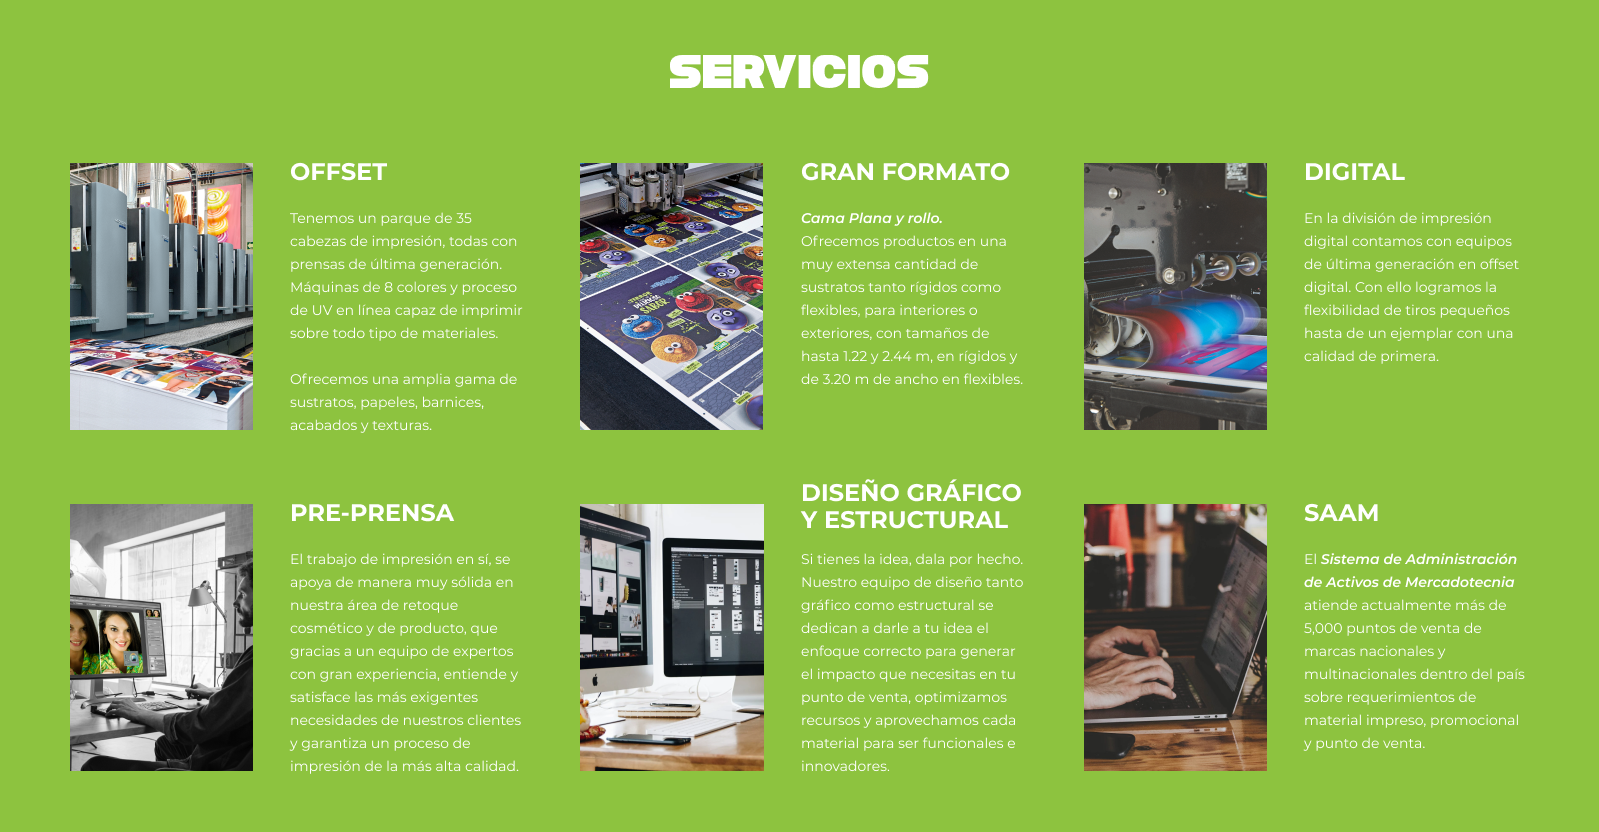 SERVICIOS
OFFSET
Tenemos un parque de 35
cabezas de impresión, todas con
prensas de última generación.
Máquinas de 8 colores y proceso
de UV en línea capaz de imprimir
sobre todo tipo de materiales.
Ofrecemos una amplia gama de
sustratos, papeles, barnices,
acabados y texturas.
GRAN FORMATO
Cama Plana y rollo.
Ofrecemos productos en una
muy extensa cantidad de
sustratos tanto rígidos como
flexibles, para interiores o
exteriores, con tamaños de
hasta 1.22 y 2.44 m, en rígidos y
de 3.20 m de ancho en flexibles.
DIGITAL
En la división de impresión
digital contamos con equipos
de última generación en offset
digital. Con ello logramos la
flexibilidad de tiros pequeños
hasta de un ejemplar con una
calidad de primera.
PRE-PRENSA
El trabajo de impresión en sí, se
apoya de manera muy sólida en
nuestra área de retoque
cosmético y de producto, que
gracias a un equipo de expertos
con gran experiencia, entiende y
satisface las más exigentes
necesidades de nuestros clientes
y garantiza un proceso de
impresión de la más alta calidad.
DISEÑO GRÁFICO
Y ESTRUCTURAL
Si tienes la idea, dala por hecho.
Nuestro equipo de diseño tanto
gráfico como estructural se
dedican a darle a tu idea el
enfoque correcto para generar
el impacto que necesitas en tu
punto de venta, optimizamos
recursos y aprovechamos cada
material para ser funcionales e
innovadores.
SAAM
El Sistema de Administración
de Activos de Mercadotecnia
atiende actualmente más de
5,000 puntos de venta de
marcas nacionales y
multinacionales dentro del país
sobre requerimientos de
material impreso, promocional
y punto de venta.